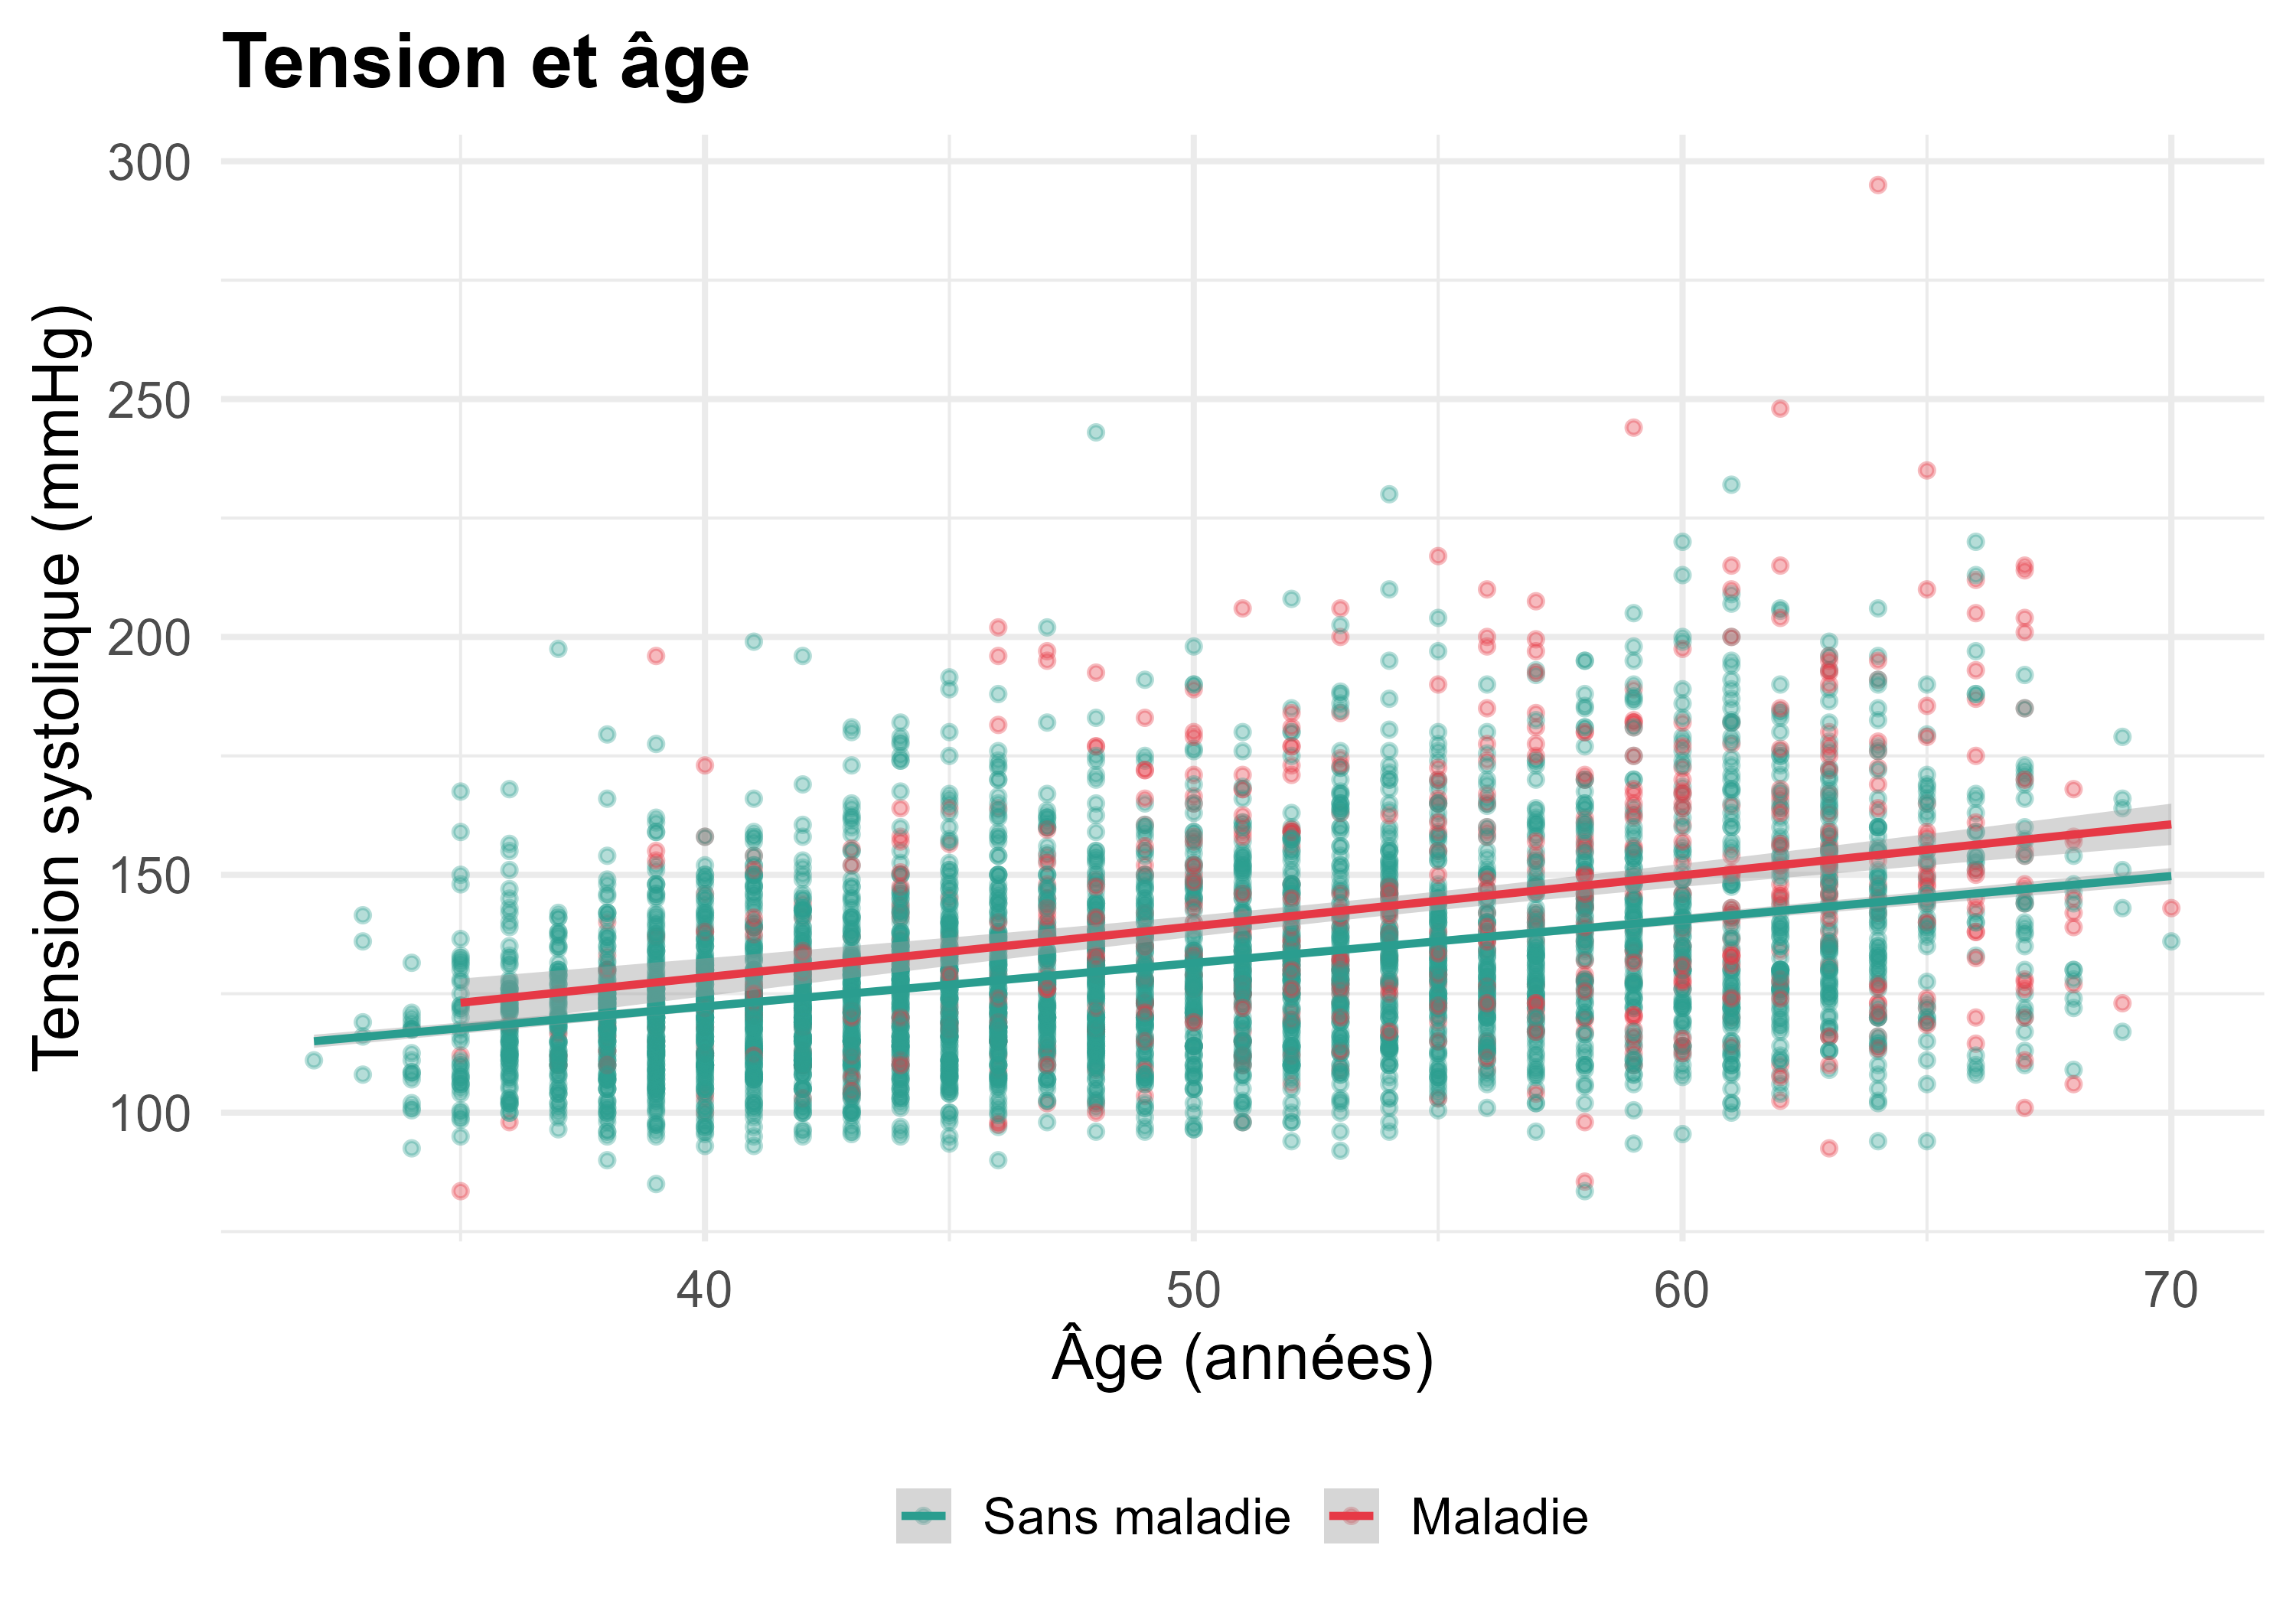 Tension et âge
Tension systolique (mmHg)
300
250
200
150
100
40
50
60
70
Âge (années)
Sans maladie
Maladie